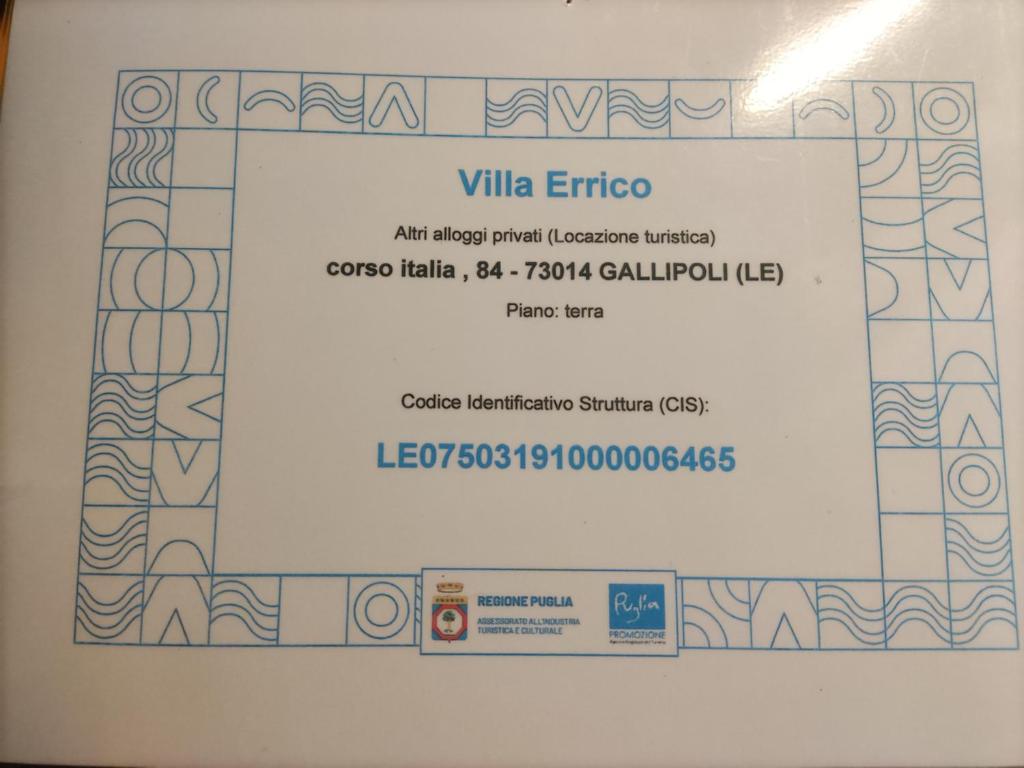 Villa Errico
Altri alloggi privati (Locazione turistica)
corso italia , 84 - 73014 GALLIPOLI (LE)
Piano: terra
Codice Identificativo Struttura (CIS):
LE07503191000006465
REGIONE PUGLIA
ASSESSORATO ALL'INDUSTRIA
TURISTICA E CULTURALE
Puglia
PROMOZIONE